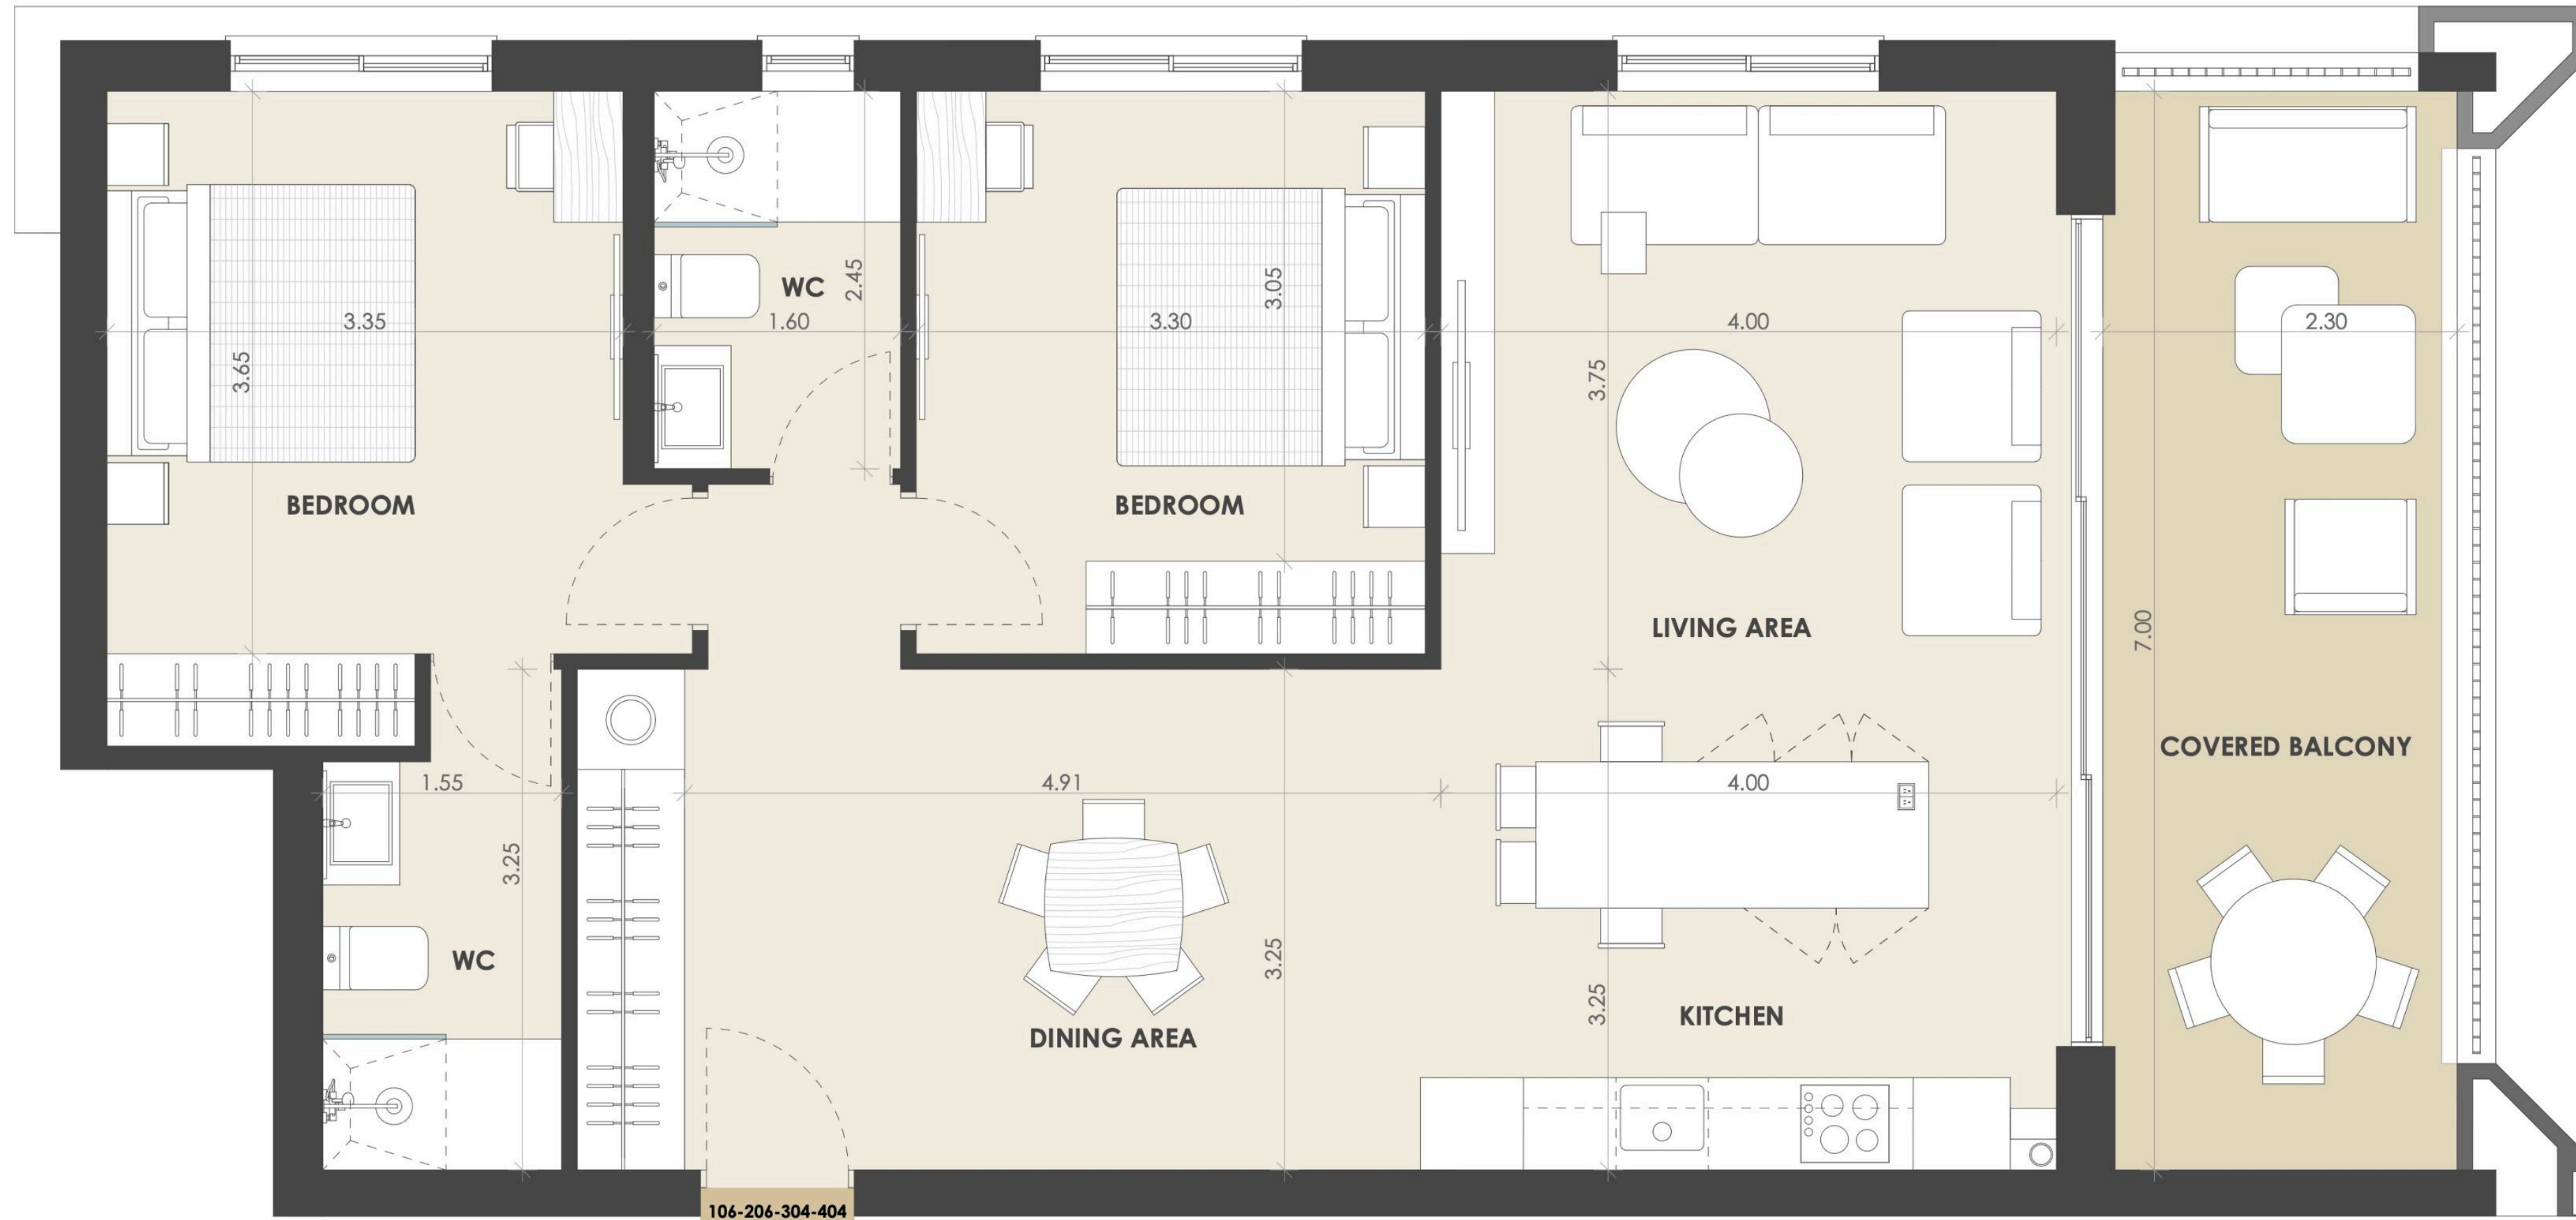 WC
2.45
3.05
3.35
1.60
3.30
4.00
2.30
3.65
3.75
BEDROOM
BEDROOM
LIVING AREA
7.00
COVERED BALCONY
1.55
4.91
4.00
3.25
WC
3.25
3.25
KITCHEN
DINING AREA
106-206-304-404